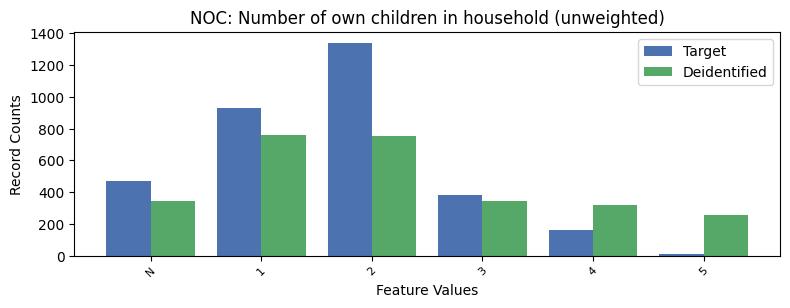 NOC: Number of own children in household (unweighted)
1400
1200
1000
800
600
400
200
0
Record Counts
Target
Deidentified
N 1 2 3 4 5
Feature Values